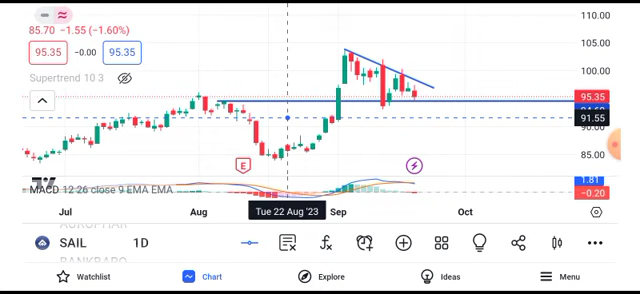 110.00
85.70 −1.55 (−1.60%)
105.00
95.35 −0.00 95.35
100.00
Supertrend 10 3
95.35
91.55
90.00
E
85.00
MACD 12 26 close 9 EMA EMA
1.81
−0.20
Jul Aug Tue 22 Aug '23 Sep Oct
SAIL 1D
Watchlist Chart Explore Ideas Menu